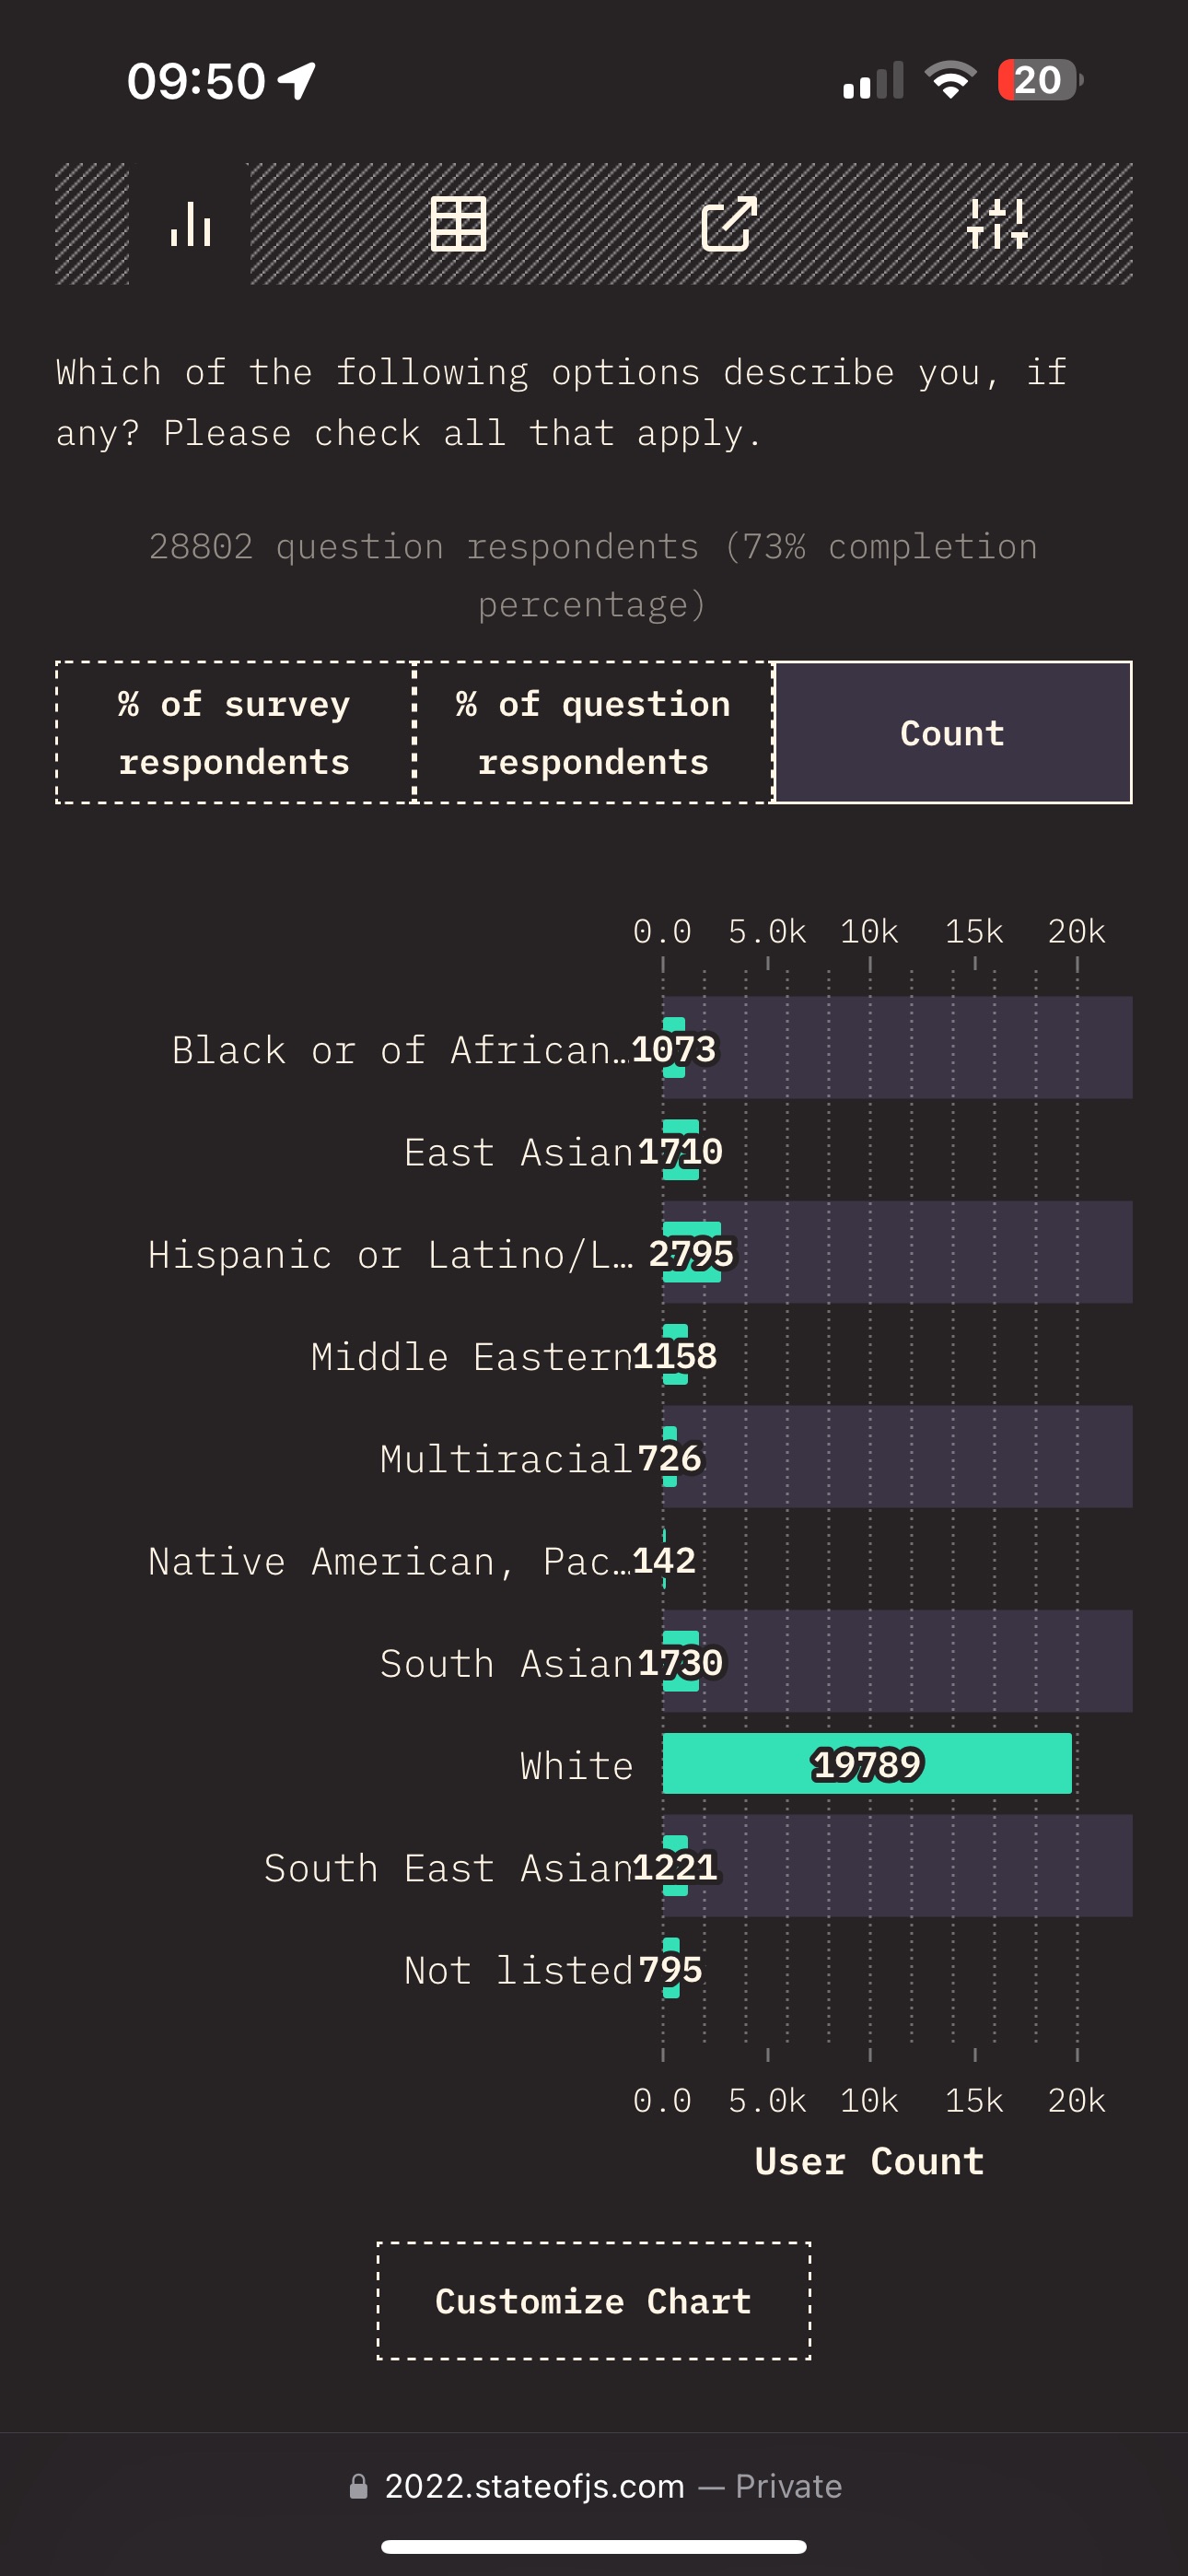 09:50
20
Which of the following options describe you, if
any? Please check all that apply.
28802 question respondents (73% completion
percentage)
% of survey
respondents
% of question
respondents
Count
0.0 5.0k 10k 15k 20k
Black or of African… 1073
East Asian 1710
Hispanic or Latino/L… 2795
Middle Eastern 1158
Multiracial 726
Native American, Pac… 142
South Asian 1730
White 19789
South East Asian 1221
Not listed 795
0.0 5.0k 10k 15k 20k
User Count
Customize Chart
2022.stateofjs.com — Private